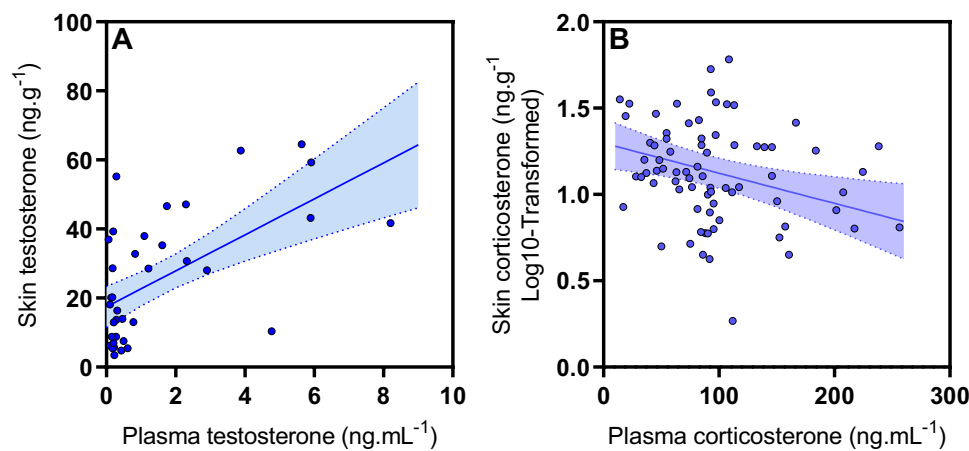 A
100
80
60
40
20
0
Skin testosterone (ng.g-1)
0 2 4 6 8 10
Plasma testosterone (ng.mL-1)
B
2.0
1.5
1.0
0.5
0.0
Skin corticosterone (ng.g-1
Log10-Transformed)
0 100 200 300
Plasma corticosterone (ng.mL-1)